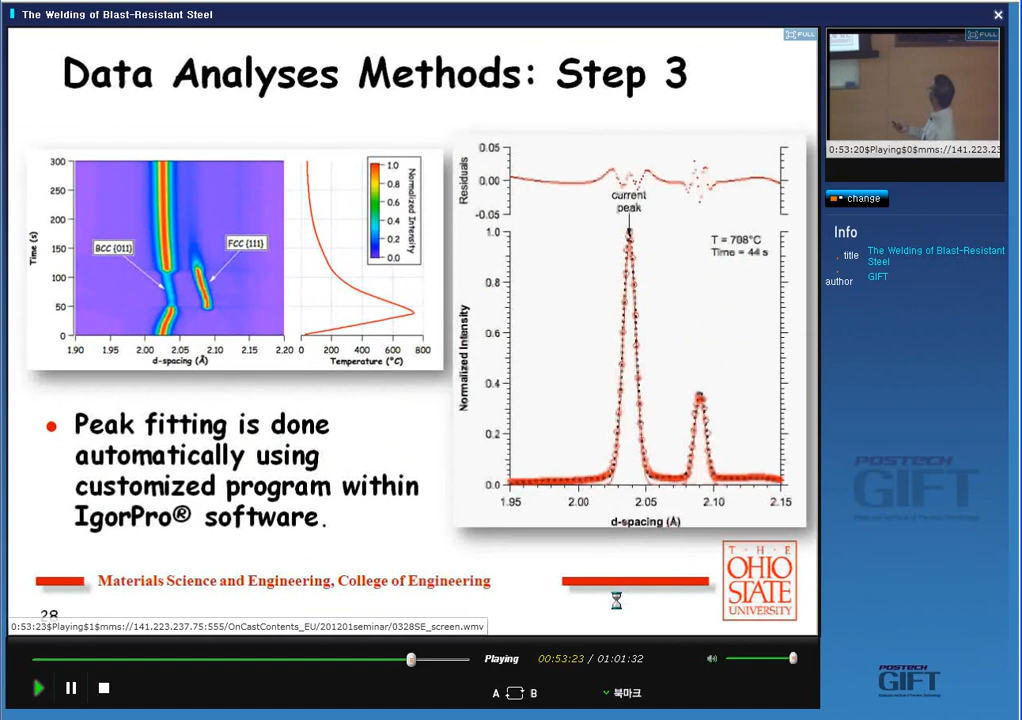 The Welding of Blast-Resistant Steel
FULL
FULL
Data Analyses Methods: Step 3
300
250
200
150
100
50
0
Time (s)
BCC {011}
FCC {111}
1.90 1.95 2.00 2.05 2.10 2.15 2.20
d-spacing (Å)
0 200 400 600 800
Temperature (°C)
1.0
0.8
0.6
0.4
0.2
0.0
Normalized Intensity
0.05
0.00
-0.05
Residuals
current
peak
T = 708°C
Time = 44 s
1.0
0.8
0.6
0.4
0.2
0.0
Normalized Intensity
1.95 2.00 2.05 2.10 2.15
d-spacing (Å)
Peak fitting is done
automatically using
customized program within
IgorPro® software.
Materials Science and Engineering, College of Engineering
T · H · E
OHIO
STATE
UNIVERSITY
28
0:53:23$Playing$1$mms://141.223.237.75:555/OnCastContents_EU/201201seminar/0328SE_screen.wmv
0:53:20$Playing$0$mms://141.223.23
change
Info
title The Welding of Blast-Resistant
Steel
author GIFT
POSTECH
GIFT
Playing 00:53:23 / 01:01:32
A B
북마크
POSTECH
GIFT